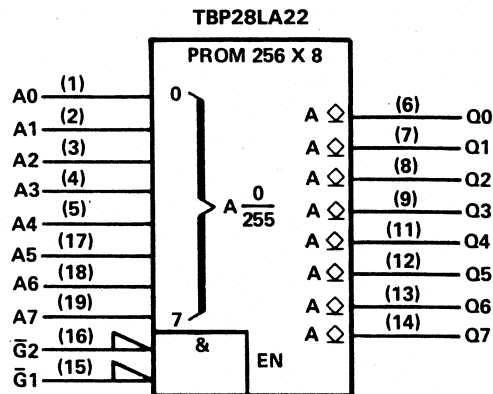 TBP28LA22
PROM 256 X 8
A0 (1) 0 A (6) Q0
A1 (2) A (7) Q1
A2 (3) A (8) Q2
A3 (4) A (9) Q3
A 0/255
A4 (5) A (11) Q4
A5 (17) A (12) Q5
A6 (18) A (13) Q6
A7 (19) 7 A (14) Q7
G̅2 (16) &
G̅1 (15) EN